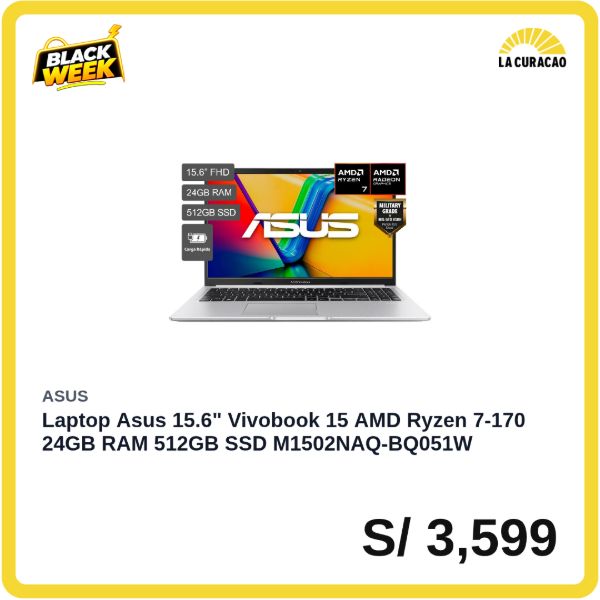 BLACK
WEEK
LA CURACAO
15.6" FHD
24GB RAM
512GB SSD
Carga Rápida
AMD
RYZEN
7
AMD
RADEON
GRAPHICS
MILITARY
GRADE
ASUS
ASUS
Laptop Asus 15.6" Vivobook 15 AMD Ryzen 7-170
24GB RAM 512GB SSD M1502NAQ-BQ051W
S/ 3,599